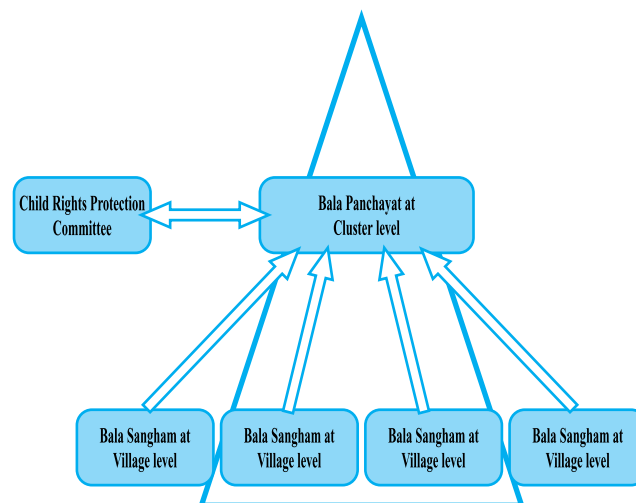 Child Rights Protection
Committee
Bala Panchayat at
Cluster level
Bala Sangham at
Village level
Bala Sangham at
Village level
Bala Sangham at
Village level
Bala Sangham at
Village level